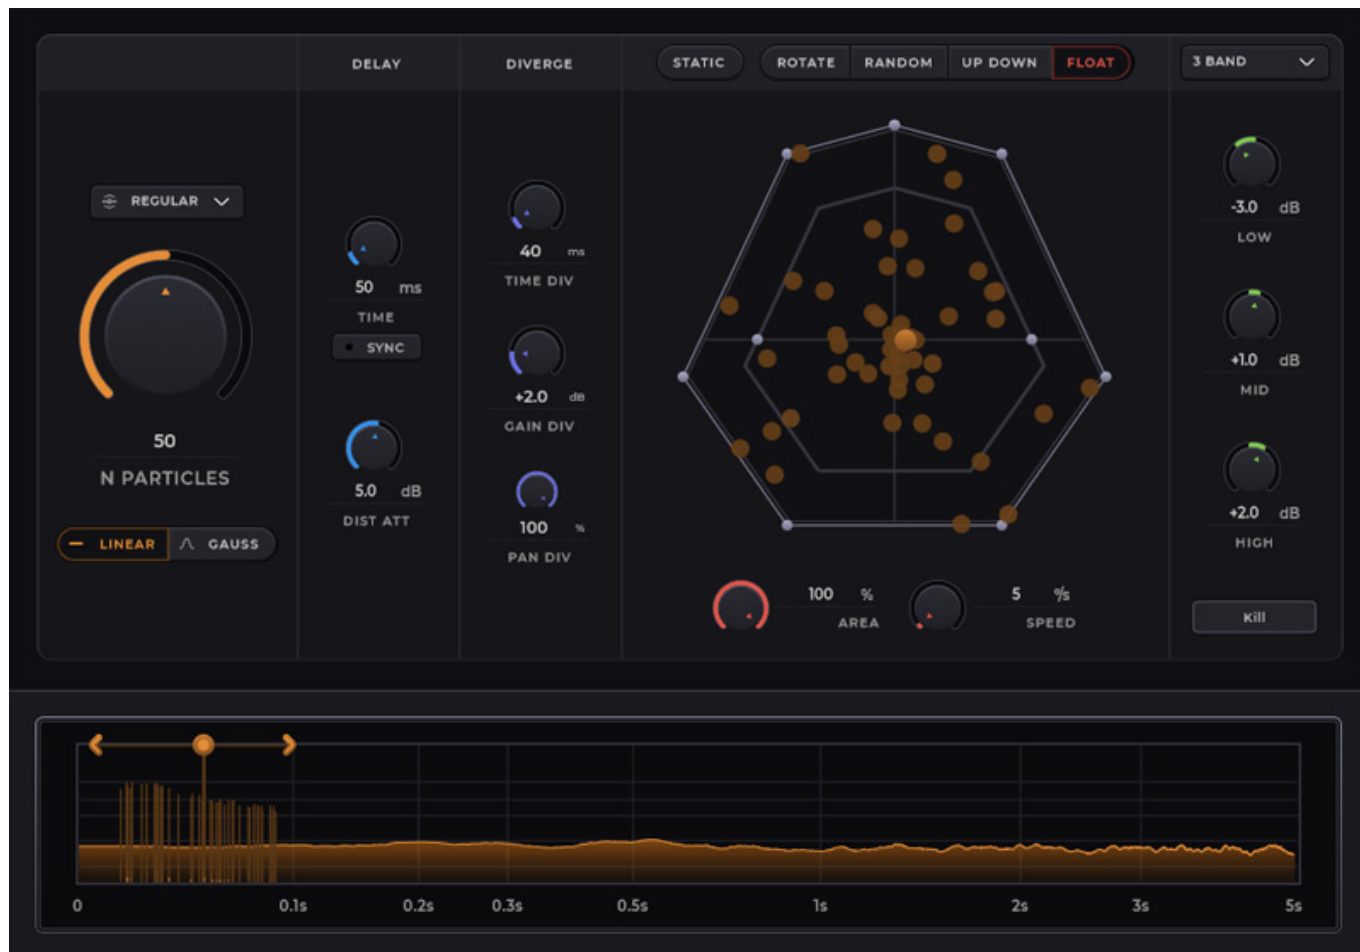 DELAY
DIVERGE
STATIC
ROTATE
RANDOM
UP DOWN
FLOAT
3 BAND
REGULAR
50
N PARTICLES
LINEAR
GAUSS
50 ms
TIME
SYNC
5.0 dB
DIST ATT
40 ms
TIME DIV
+2.0 dB
GAIN DIV
100 %
PAN DIV
100 %
AREA
5 °/s
SPEED
-3.0 dB
LOW
+1.0 dB
MID
+2.0 dB
HIGH
Kill
0 0.1s 0.2s 0.3s 0.5s 1s 2s 3s 5s